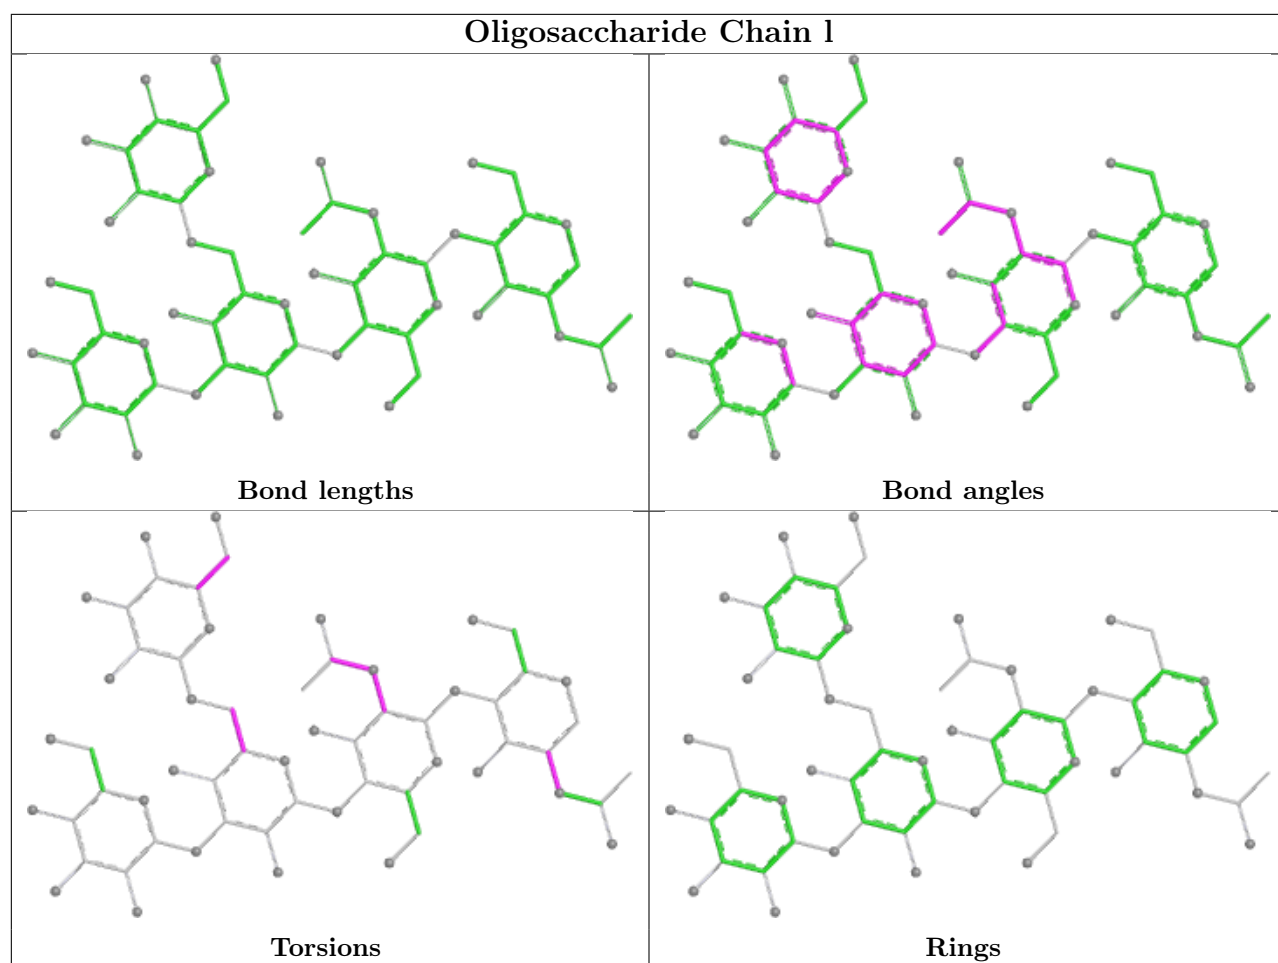 Oligosaccharide Chain l
Bond lengths
Bond angles
Torsions
Rings